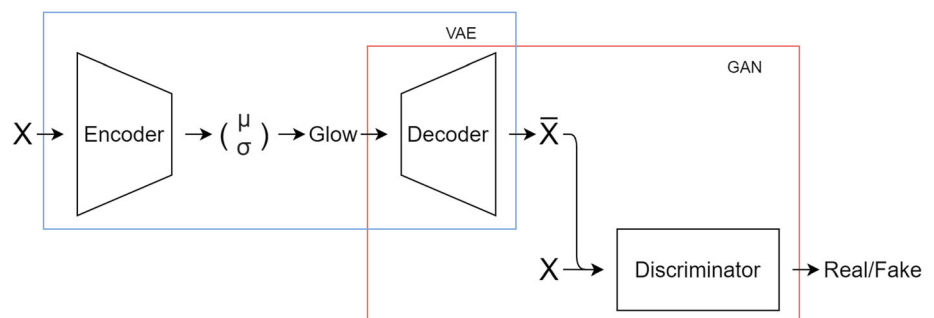 VAE
GAN
X Encoder ( μ σ ) Glow Decoder X̄
X Discriminator Real/Fake